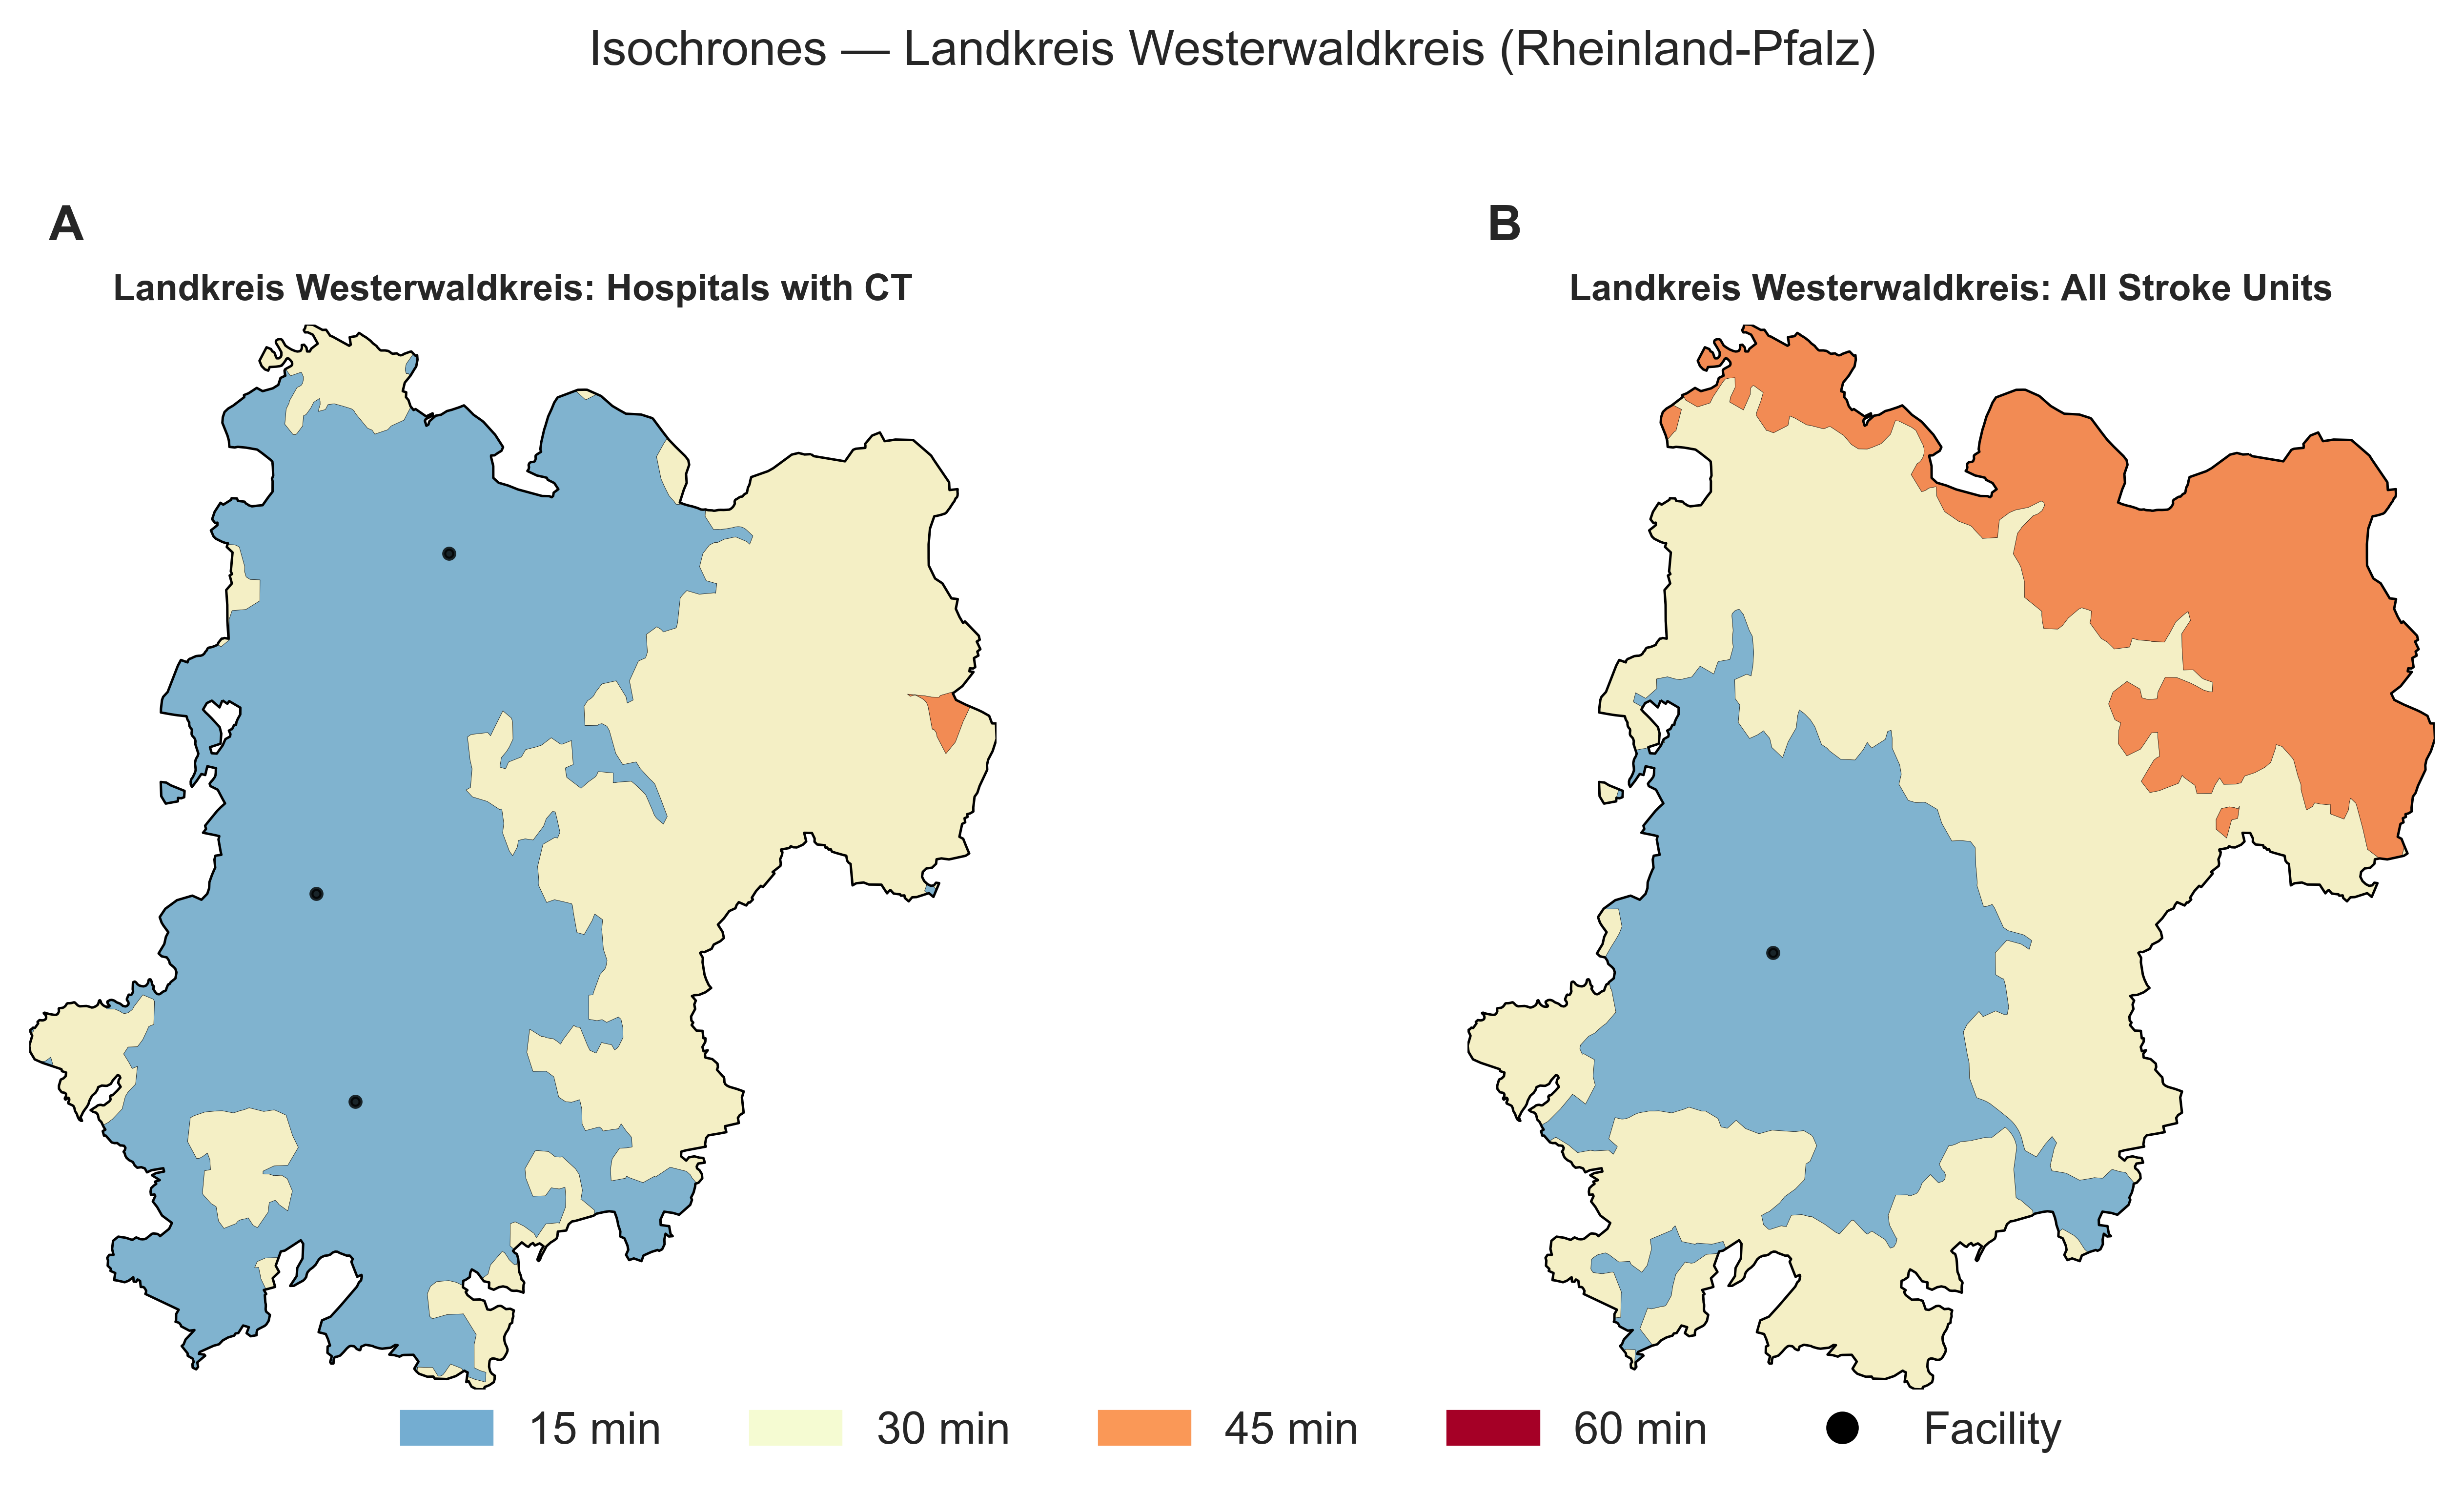 Isochrones — Landkreis Westerwaldkreis (Rheinland-Pfalz)
A
B
Landkreis Westerwaldkreis: Hospitals with CT
Landkreis Westerwaldkreis: All Stroke Units
15 min
30 min
45 min
60 min
Facility